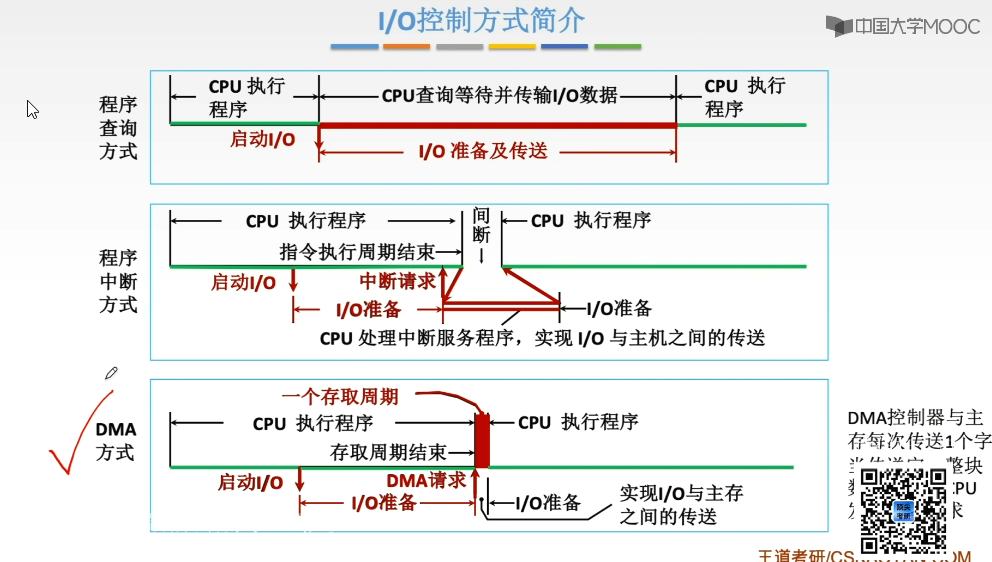 I/O控制方式简介
中国大学MOOC
程序
查询
方式
CPU 执行
程序
CPU查询等待并传输I/O数据
CPU 执行
程序
启动I/O
I/O 准备及传送
程序
中断
方式
CPU 执行程序
间
断
CPU 执行程序
指令执行周期结束
启动I/O
中断请求
I/O准备
I/O准备
CPU 处理中断服务程序，实现 I/O 与主机之间的传送
DMA
方式
一个存取周期
CPU 执行程序
CPU 执行程序
存取周期结束
启动I/O
DMA请求
I/O准备
I/O准备
实现I/O与主存
之间的传送
DMA控制器与主
存每次传送1个字
整块
CPU
求
王道考研/CS